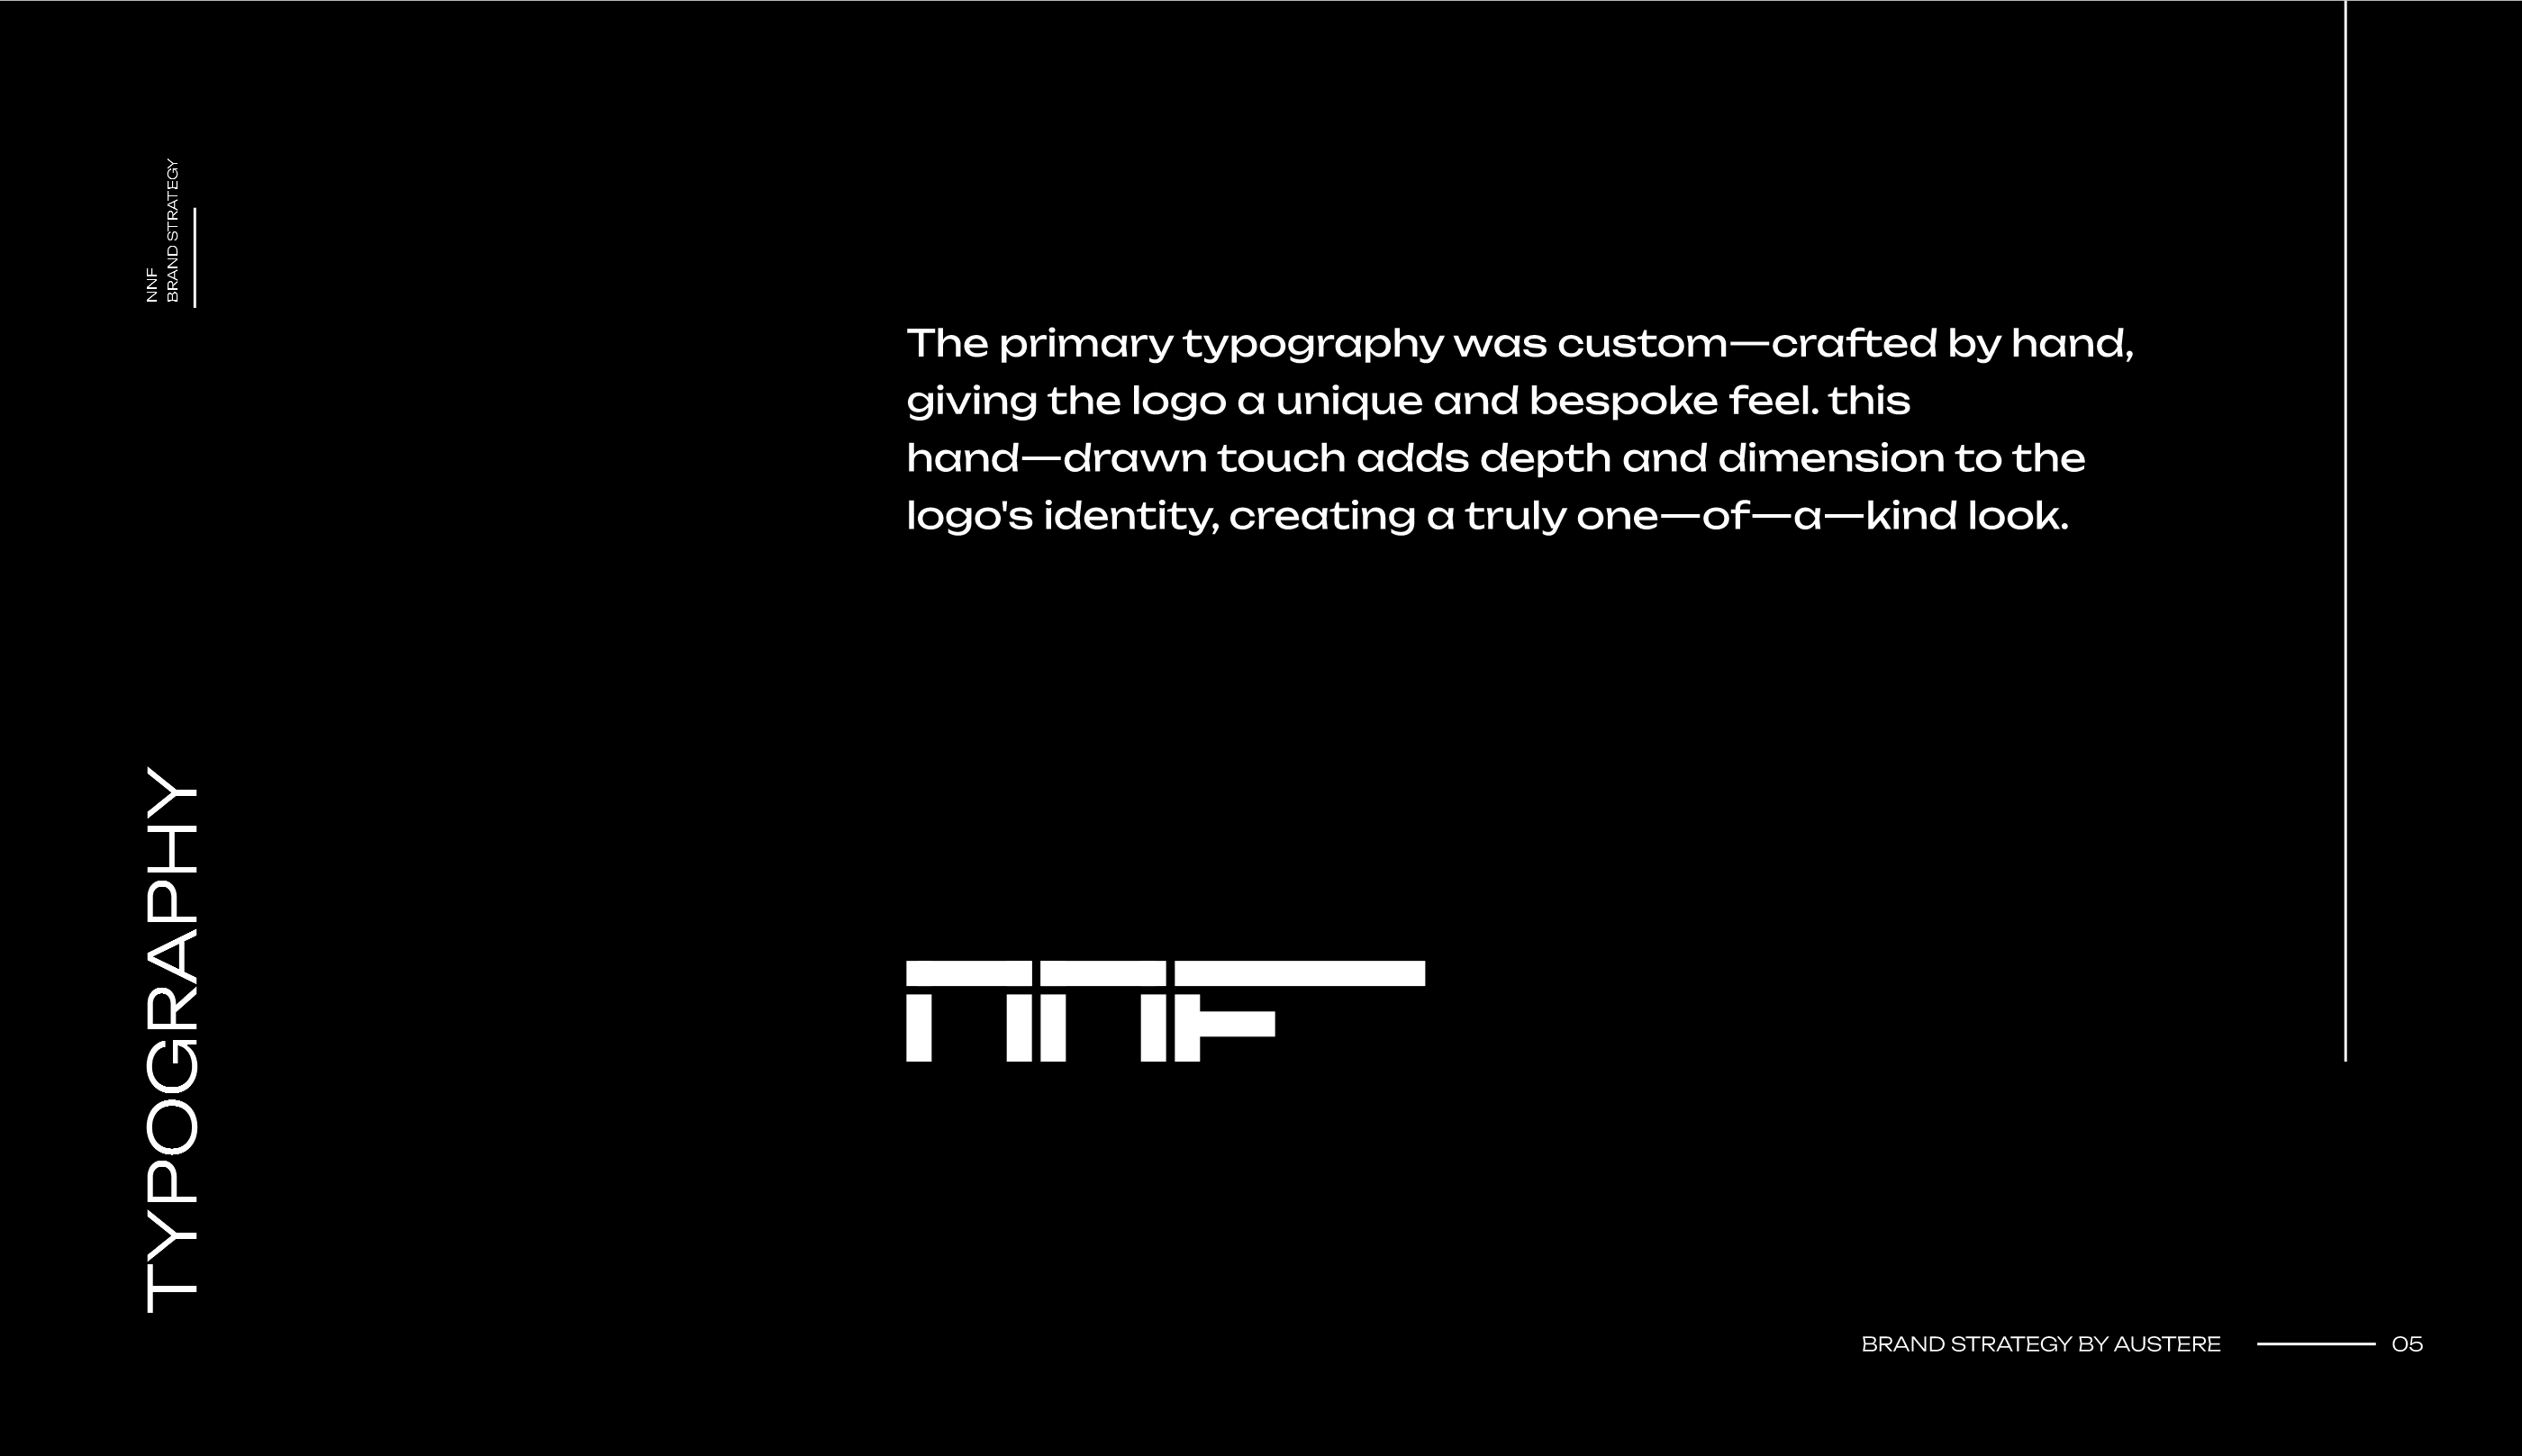 NNF
BRAND STRATEGY
The primary typography was custom—crafted by hand,
giving the logo a unique and bespoke feel. this
hand—drawn touch adds depth and dimension to the
logo's identity, creating a truly one—of—a—kind look.
TYPOGRAPHY
NNF
BRAND STRATEGY BY AUSTERE
05